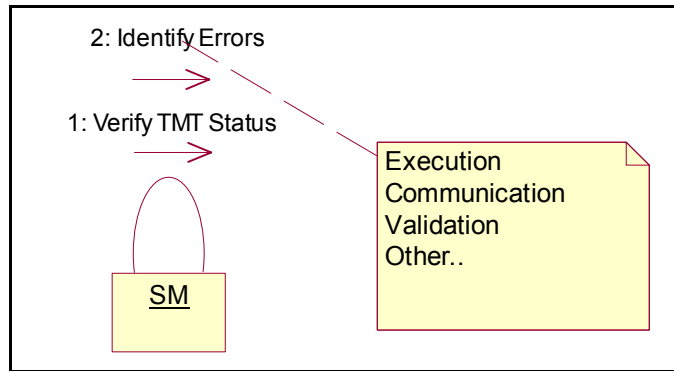 2: Identify Errors
1: Verify TMT Status
Execution
Communication
Validation
Other..
SM